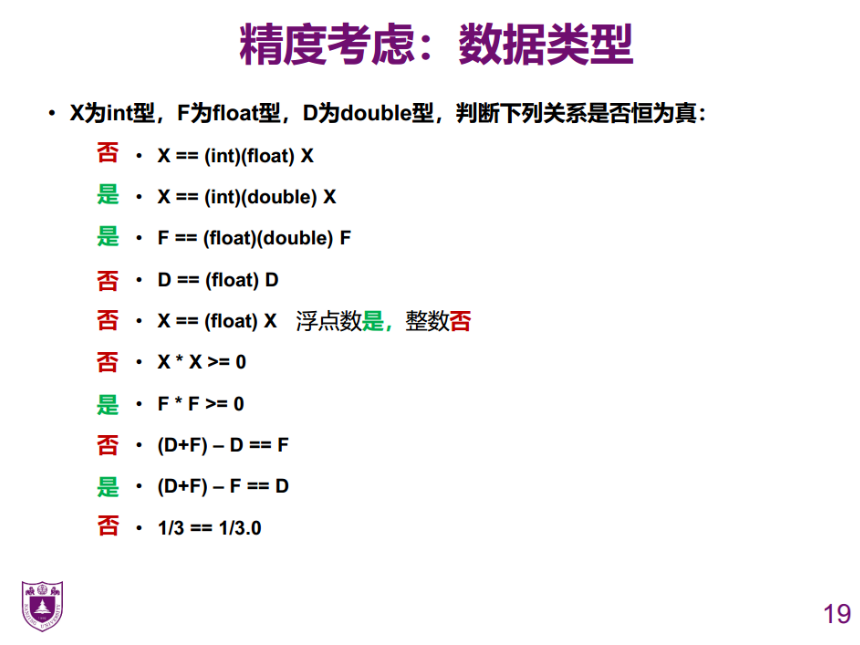 精度考虑：数据类型
• X为int型，F为float型，D为double型，判断下列关系是否恒为真：
否 • X == (int)(float) X
是 • X == (int)(double) X
是 • F == (float)(double) F
否 • D == (float) D
否 • X == (float) X 浮点数是，整数否
否 • X * X >= 0
是 • F * F >= 0
否 • (D+F) – D == F
是 • (D+F) – F == D
否 • 1/3 == 1/3.0
19